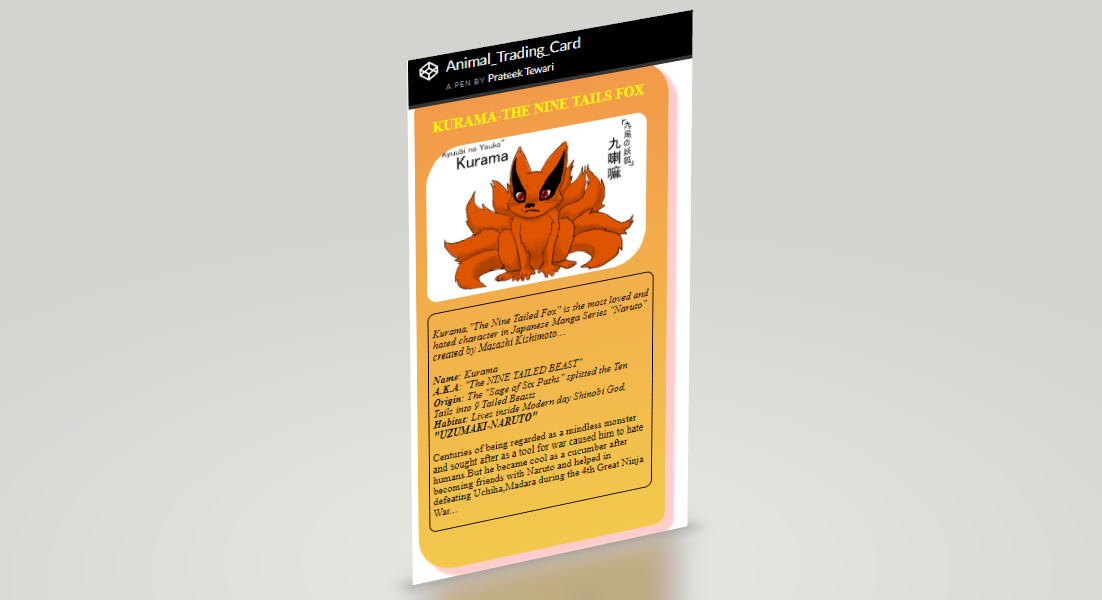 Animal_Trading_Card
A PEN BY Prateek Tewari
KURAMA-THE NINE TAILS FOX
Kyuubi no Youko"
Kurama
「九尾の妖狐」
九喇嘛
Kurama,"The Nine Tailed Fox" is the most loved and
hated character in Japanese Manga Series "Naruto"
created by Masashi Kishimoto....
Name: Kurama
A.K.A: "The NINE TAILED BEAST"
Origin: The "Sage of Six Paths" splitted the Ten
Tails into 9 Tailed Beasts
Habitat: Lives inside Modern day Shinobi God,
"UZUMAKI-NARUTO"
Centuries of being regarded as a mindless monster
and sought after as a tool for war caused him to hate
humans.But he became cool as a cucumber after
becoming friends with Naruto and helped in
defeating Uchiha,Madara during the 4th Great Ninja
War...